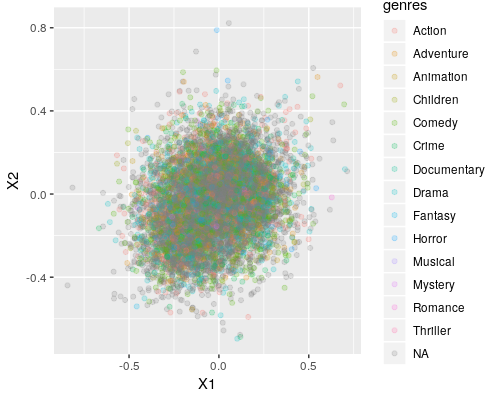 genres
0.8
0.4
0.0
-0.4
X2
-0.5
0.0
0.5
X1
Action
Adventure
Animation
Children
Comedy
Crime
Documentary
Drama
Fantasy
Horror
Musical
Mystery
Romance
Thriller
NA